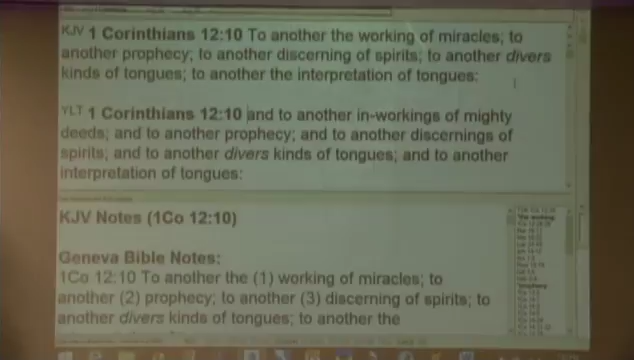 KJV 1 Corinthians 12:10 To another the working of miracles; to
another prophecy; to another discerning of spirits; to another divers
kinds of tongues; to another the interpretation of tongues:
YLT 1 Corinthians 12:10 and to another in-workings of mighty
deeds; and to another prophecy; and to another discernings of
spirits; and to another divers kinds of tongues; and to another
interpretation of tongues:
KJV Notes (1Co 12:10)
Geneva Bible Notes:
1Co 12:10 To another the (1) working of miracles; to
another (2) prophecy; to another (3) discerning of spirits; to
another divers kinds of tongues; to another the